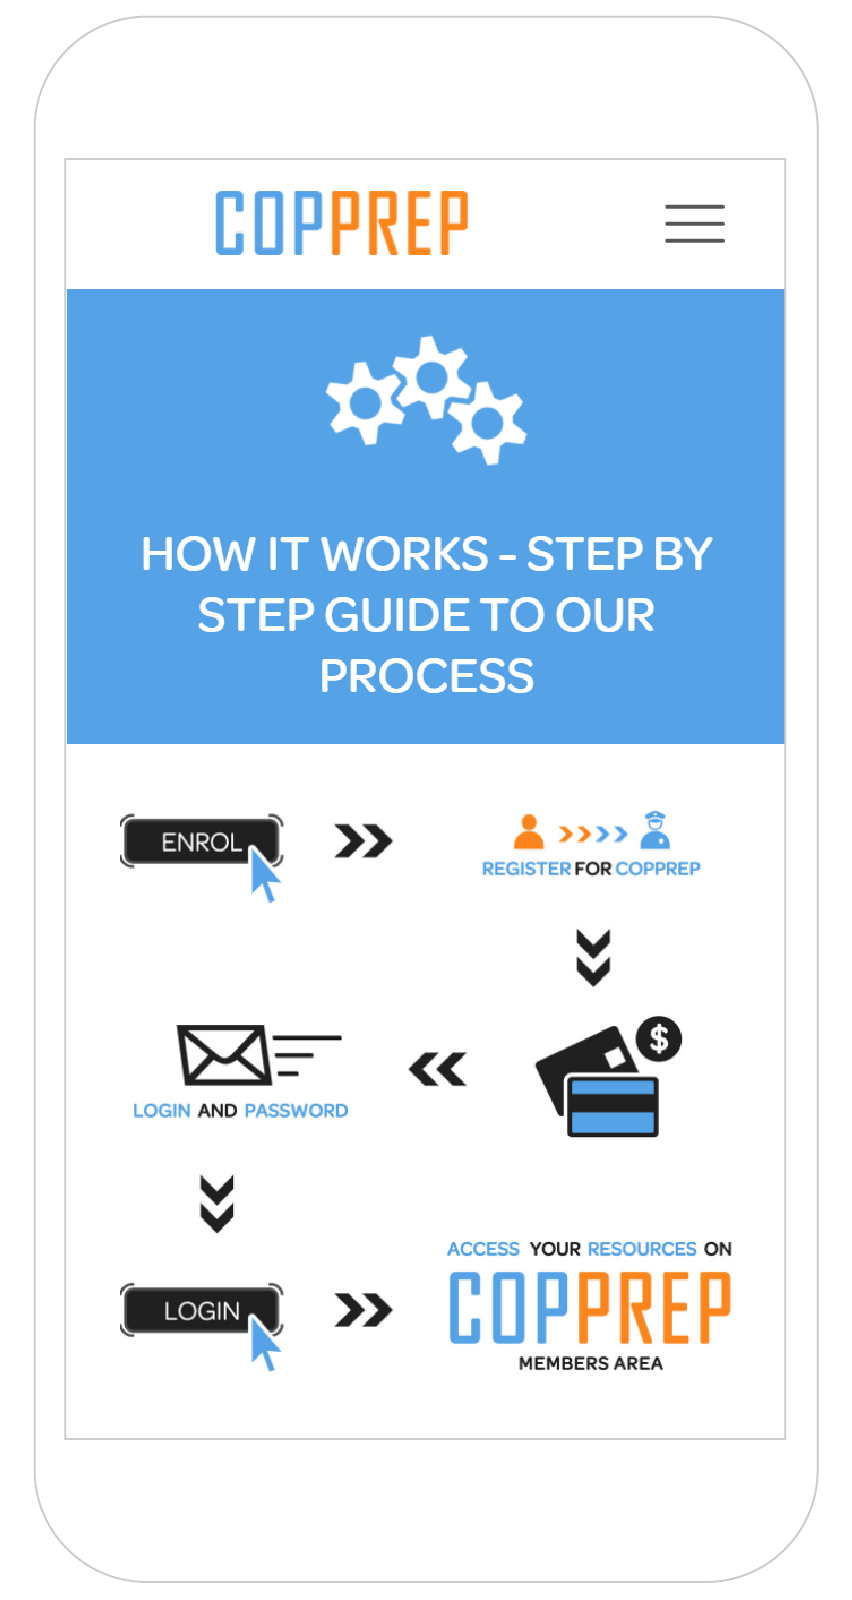 COPPREP
HOW IT WORKS - STEP BY
STEP GUIDE TO OUR
PROCESS
ENROL
REGISTER FOR COPPREP
$
LOGIN AND PASSWORD
LOGIN
ACCESS YOUR RESOURCES ON
COPPREP
MEMBERS AREA